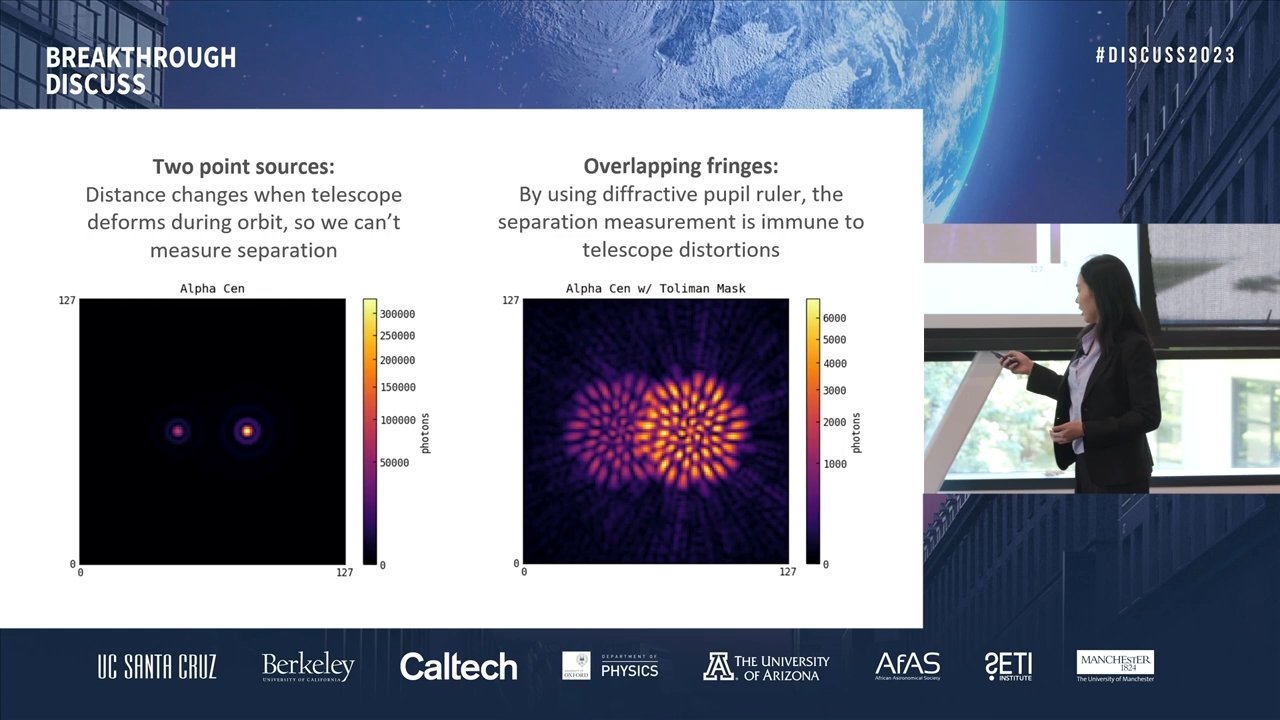 BREAKTHROUGH
DISCUSS
#DISCUSS2023
Two point sources:
Distance changes when telescope
deforms during orbit, so we can't
measure separation
Overlapping fringes:
By using diffractive pupil ruler, the
separation measurement is immune to
telescope distortions
Alpha Cen
127
0
0
127
300000
250000
200000
150000
100000
50000
0
photons
Alpha Cen w/ Toliman Mask
127
0
0
127
6000
5000
4000
3000
2000
1000
0
photons
127
UC SANTA CRUZ
Berkeley
UNIVERSITY OF CALIFORNIA
Caltech
OXFORD
DEPARTMENT OF
PHYSICS
THE UNIVERSITY
OF ARIZONA
AfAS
African Astronomical Society
SETI
INSTITUTE
MANCHESTER
1824
The University of Manchester